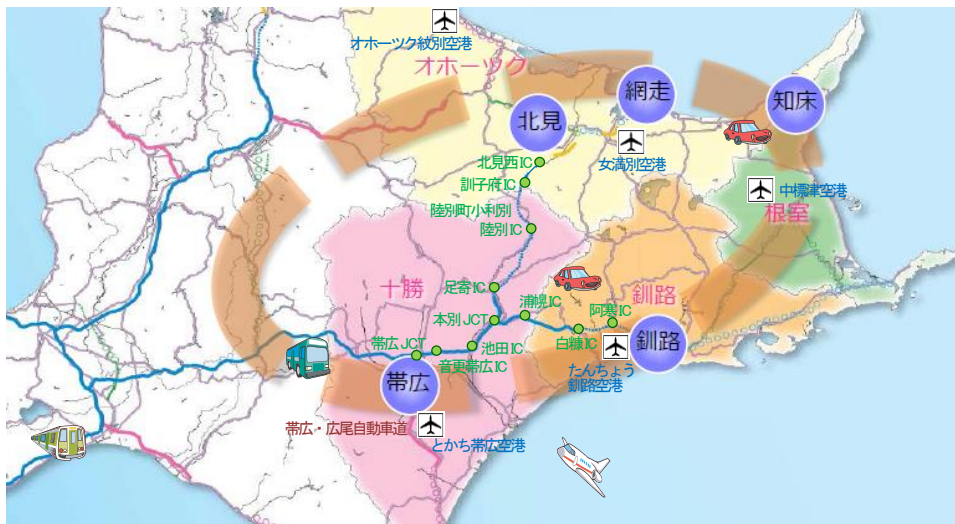 オホーツク紋別空港
オホーツク
網走
知床
北見
北見西IC
女満別空港
訓子府IC
中標津空港
陸別町小利別
根室
陸別IC
十勝
足寄IC
釧路
浦幌IC
阿寒IC
本別JCT
帯広JCT
池田IC
白糠IC
釧路
音更帯広IC
たんちょう
釧路空港
帯広
帯広・広尾自動車道
とかち帯広空港